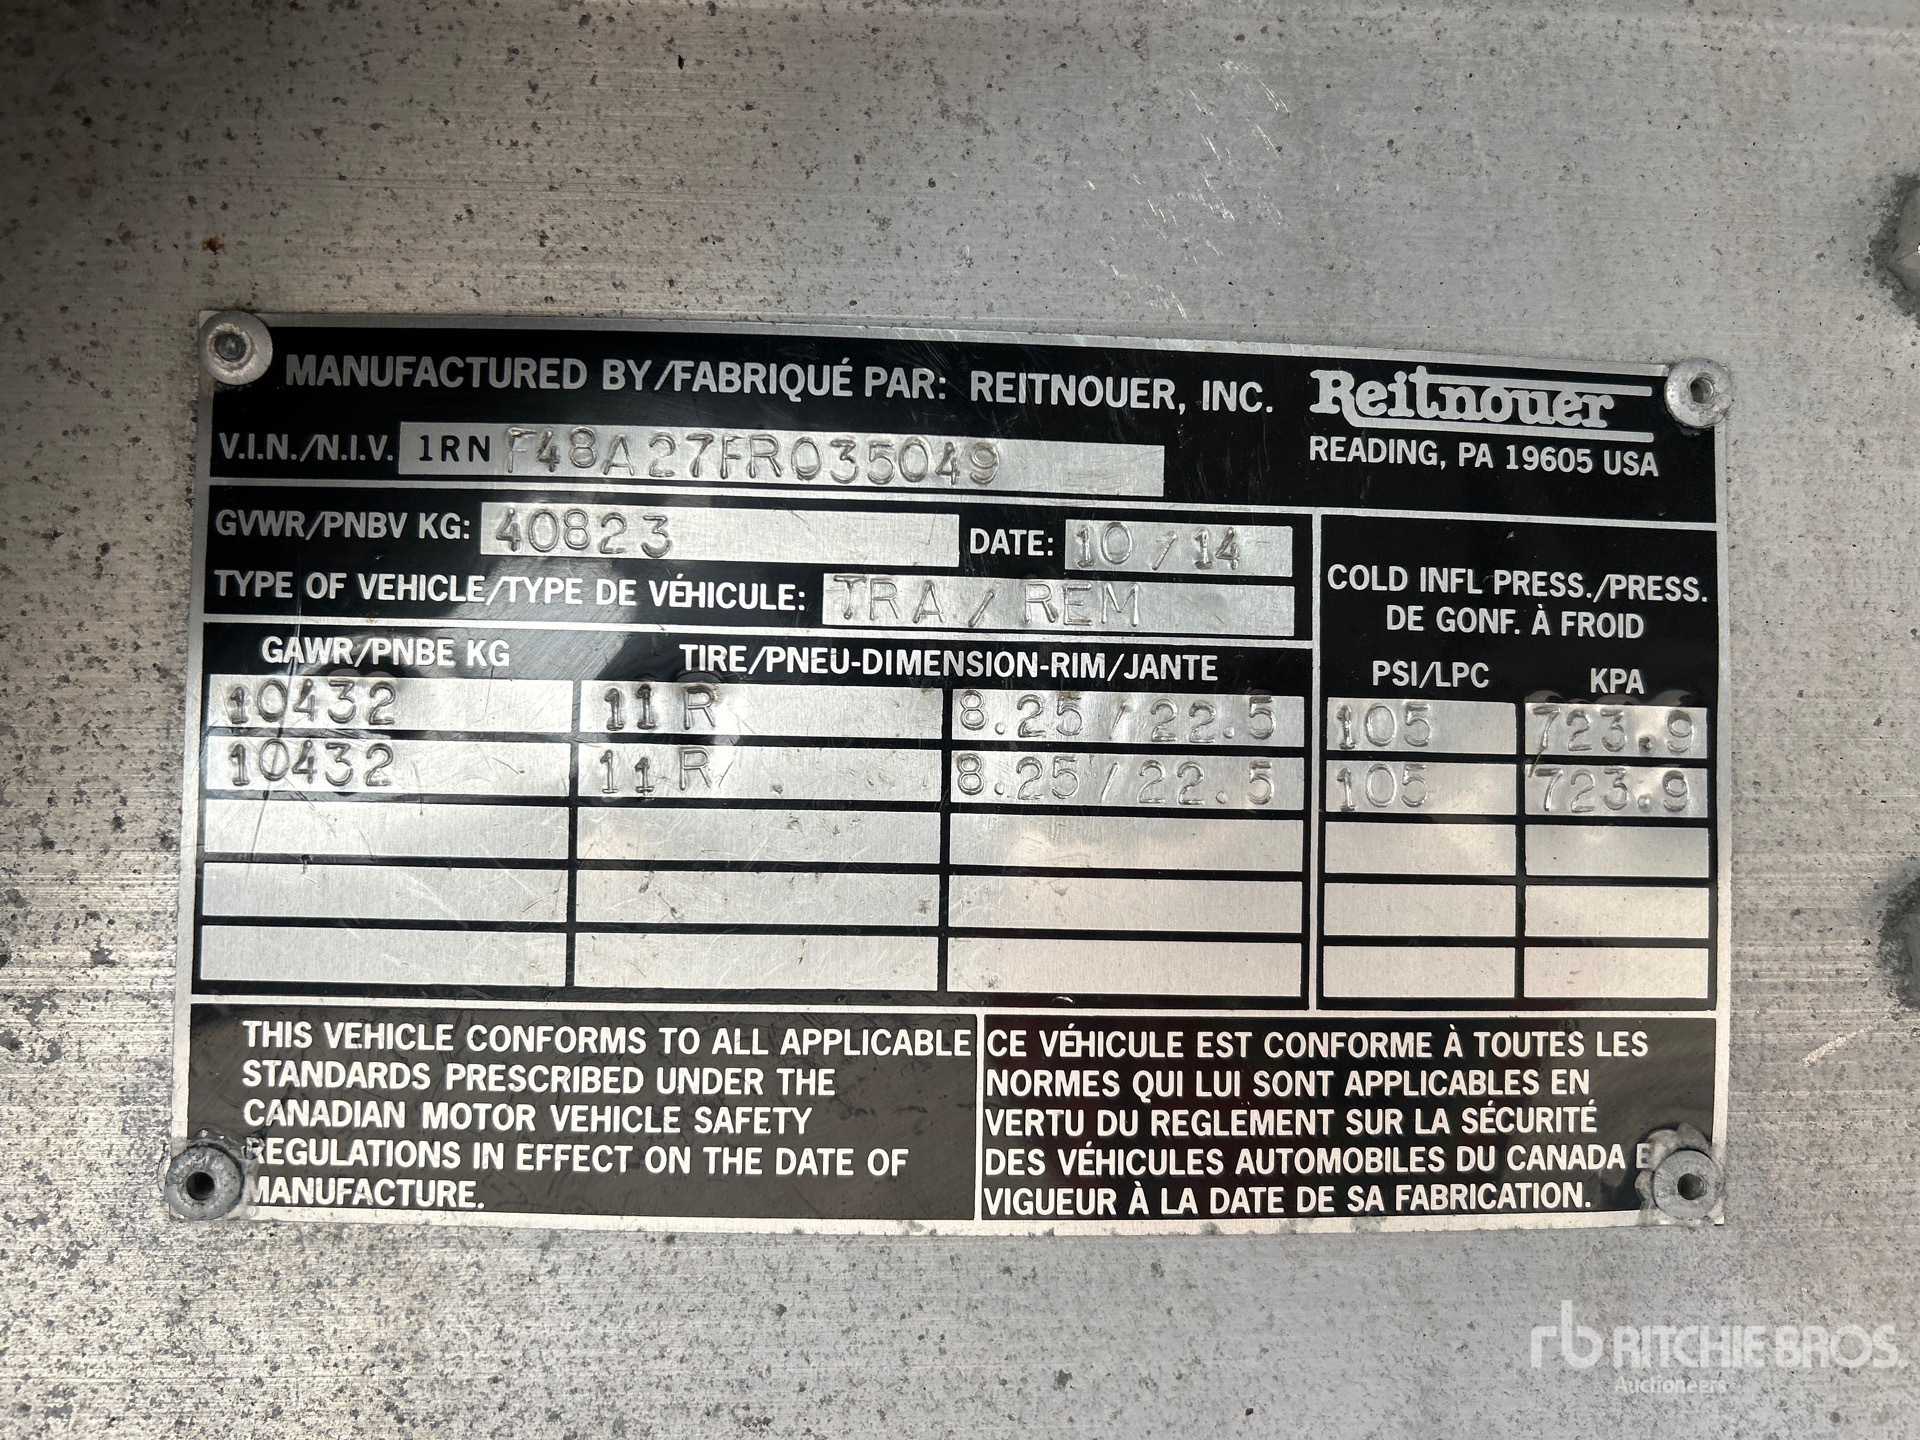 MANUFACTURED BY/FABRIQUÉ PAR: REITNOUER, INC. Reitnouer
READING, PA 19605 USA
V.I.N./N.I.V. 1RN F48A27FR035049
GVWR/PNBV KG: 40823 DATE: 10/14
TYPE OF VEHICLE/TYPE DE VÉHICULE: TRA/REM
COLD INFL PRESS./PRESS.
DE GONF. À FROID
GAWR/PNBE KG TIRE/PNEU-DIMENSION-RIM/JANTE PSI/LPC KPA
10432 11R 8.25/22.5 105 723.9
10432 11R 8.25/22.5 105 723.9
THIS VEHICLE CONFORMS TO ALL APPLICABLE
STANDARDS PRESCRIBED UNDER THE
CANADIAN MOTOR VEHICLE SAFETY
REGULATIONS IN EFFECT ON THE DATE OF
MANUFACTURE.
CE VÉHICULE EST CONFORME À TOUTES LES
NORMES QUI LUI SONT APPLICABLES EN
VERTU DU REGLEMENT SUR LA SÉCURITÉ
DES VÉHICULES AUTOMOBILES DU CANADA
VIGUEUR À LA DATE DE SA FABRICATION.
rb RITCHIE BROS.
Auctioneers